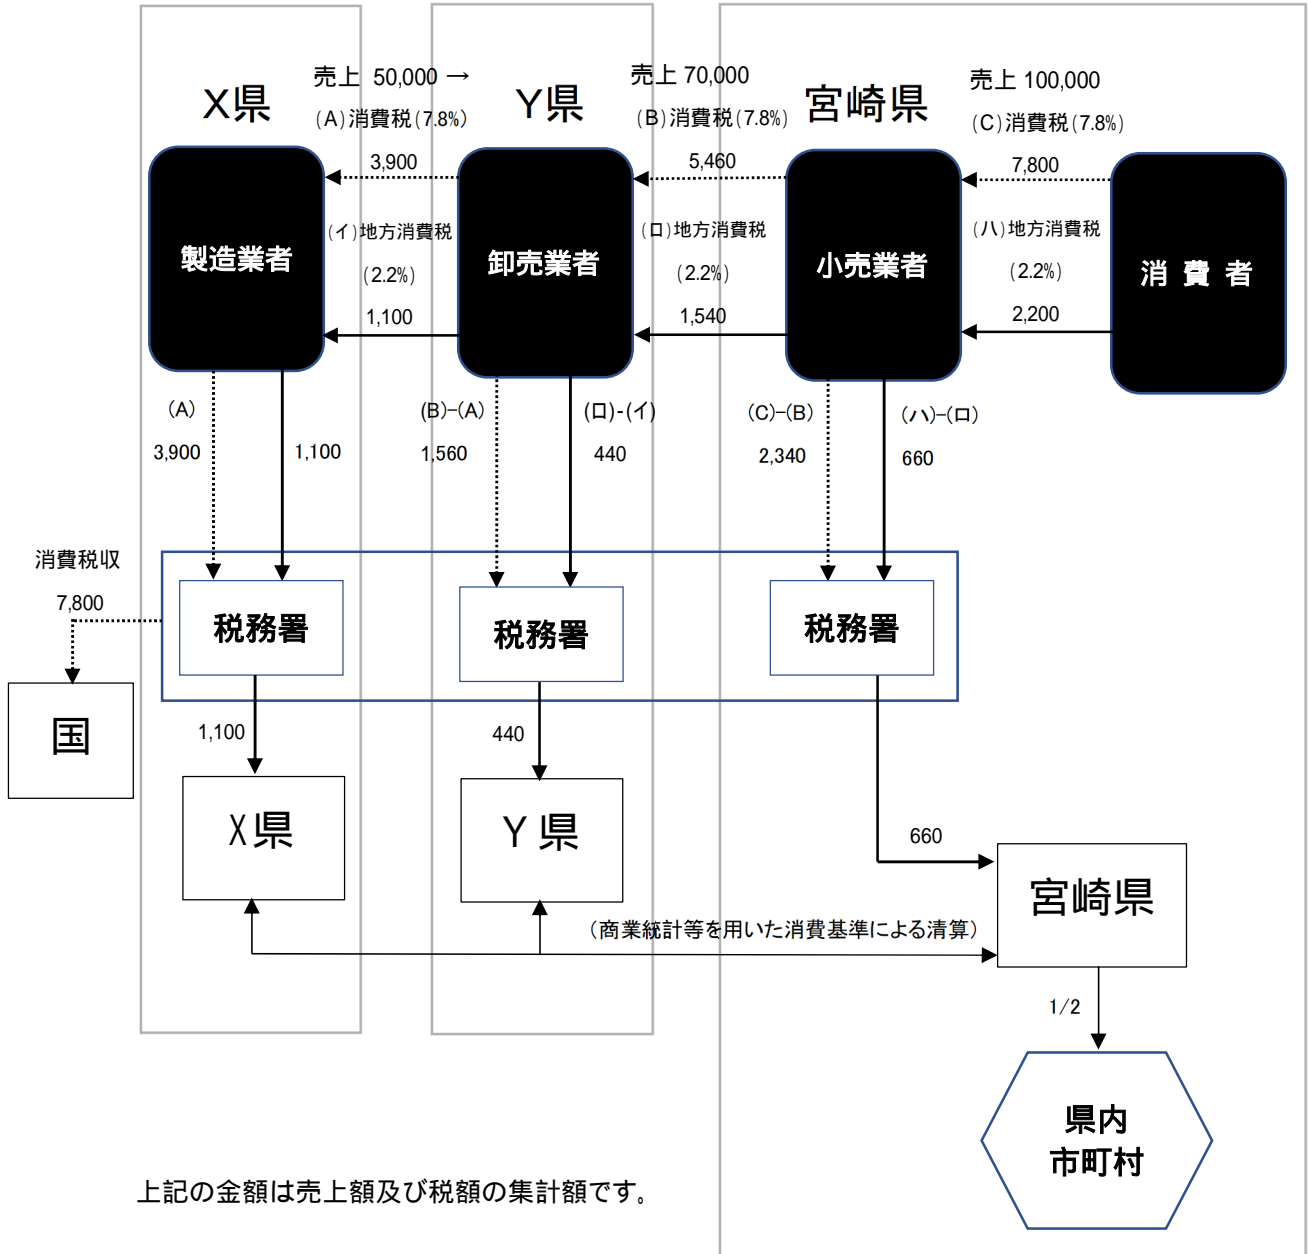 X県
売上 50,000 →
(A)消費税(7.8%)
3,900
(イ)地方消費税
(2.2%)
1,100
製造業者
Y県
売上 70,000
(B)消費税(7.8%)
5,460
(ロ)地方消費税
(2.2%)
1,540
卸売業者
宮崎県
売上 100,000
(C)消費税(7.8%)
7,800
(ハ)地方消費税
(2.2%)
2,200
小売業者
消 費 者
(A)
3,900
1,100
(B)-(A)
1,560
(ロ)-(イ)
440
(C)-(B)
2,340
(ハ)-(ロ)
660
消費税収
7,800
税務署
税務署
税務署
国
1,100
440
660
X県
Y県
宮崎県
(商業統計等を用いた消費基準による清算)
1/2
県内
市町村
上記の金額は売上額及び税額の集計額です。